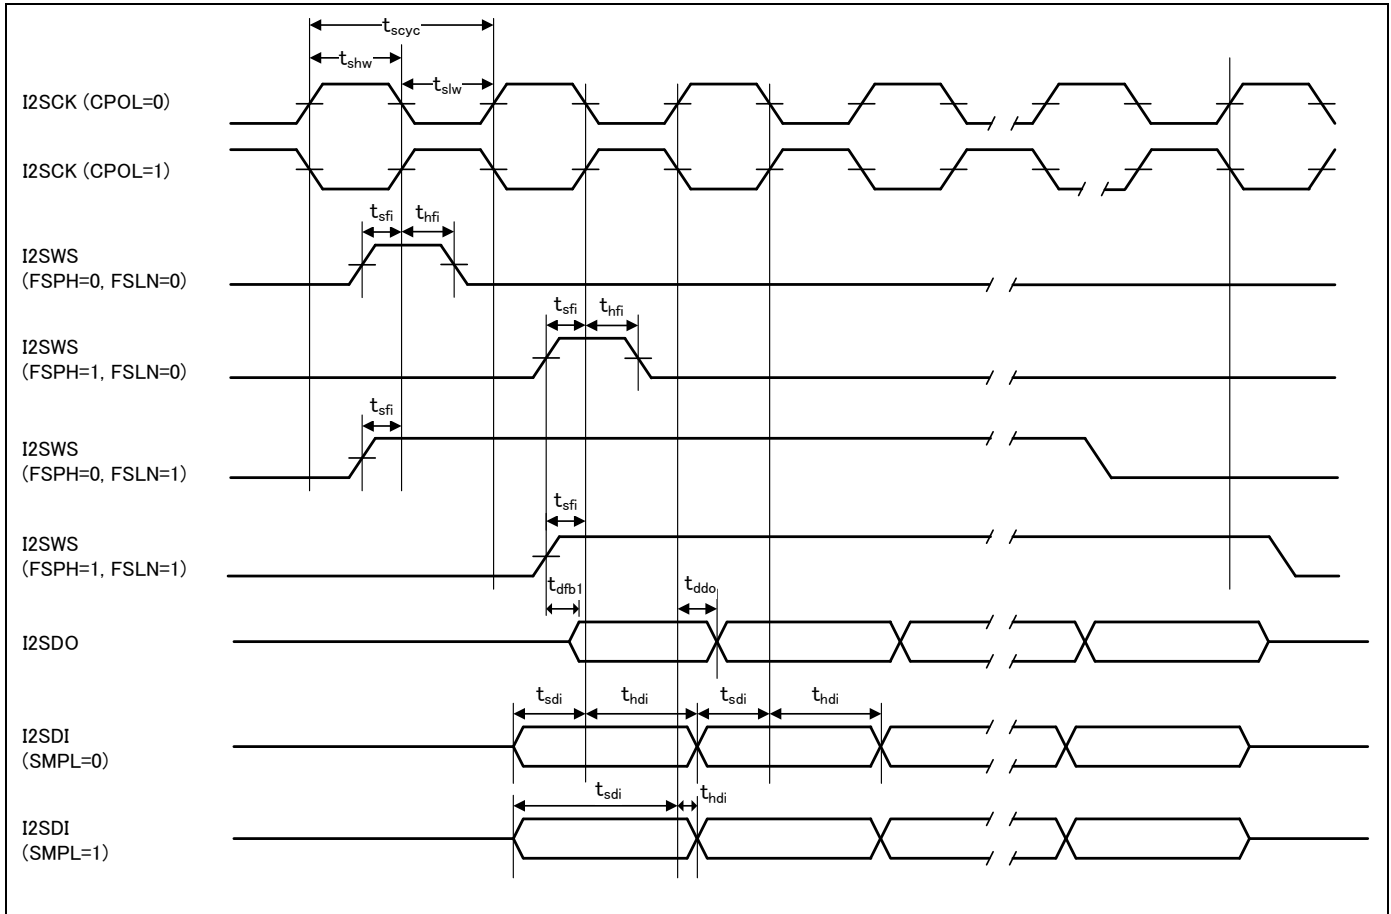 tscyc
tshw
tslw
I2SCK (CPOL=0)
I2SCK (CPOL=1)
tsfi thfi
I2SWS
(FSPH=0, FSLN=0)
tsfi thfi
I2SWS
(FSPH=1, FSLN=0)
tsfi
I2SWS
(FSPH=0, FSLN=1)
tsfi
I2SWS
(FSPH=1, FSLN=1)
tdfb1 tddo
I2SDO
tsdi thdi tsdi thdi
I2SDI
(SMPL=0)
tsdi thdi
I2SDI
(SMPL=1)